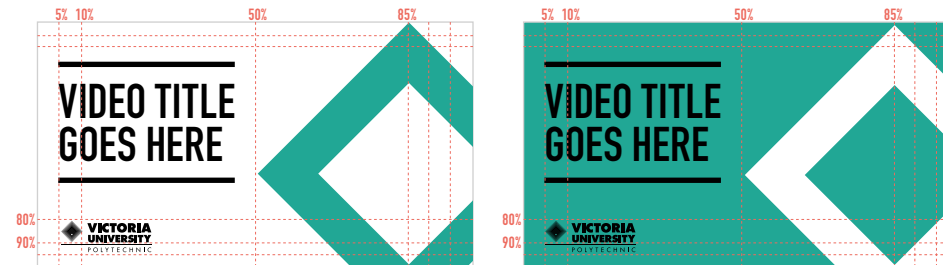 5% 10% 50% 85%
VIDEO TITLE
GOES HERE
80%
90%
VICTORIA
UNIVERSITY
POLYTECHNIC
5% 10% 50% 85%
VIDEO TITLE
GOES HERE
80%
90%
VICTORIA
UNIVERSITY
POLYTECHNIC